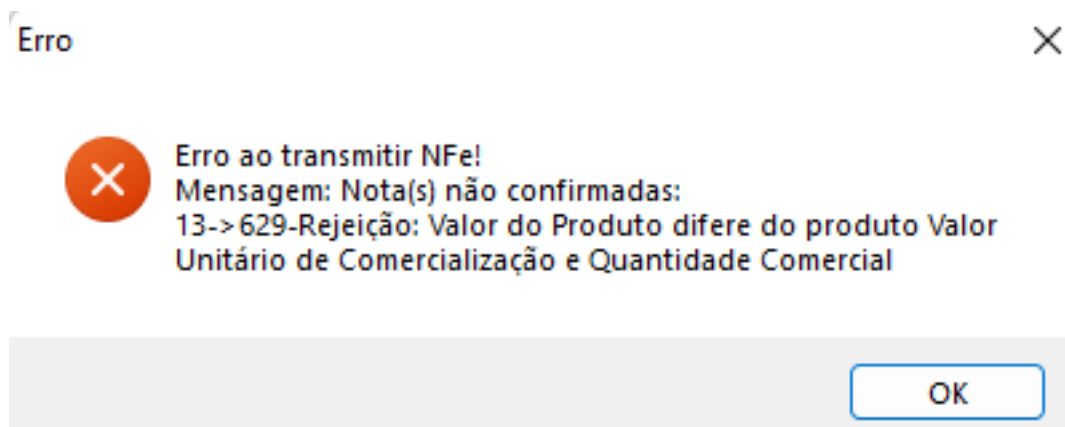 Erro
Erro ao transmitir NFe!
Mensagem: Nota(s) não confirmadas:
13->629-Rejeição: Valor do Produto difere do produto Valor
Unitário de Comercialização e Quantidade Comercial
OK